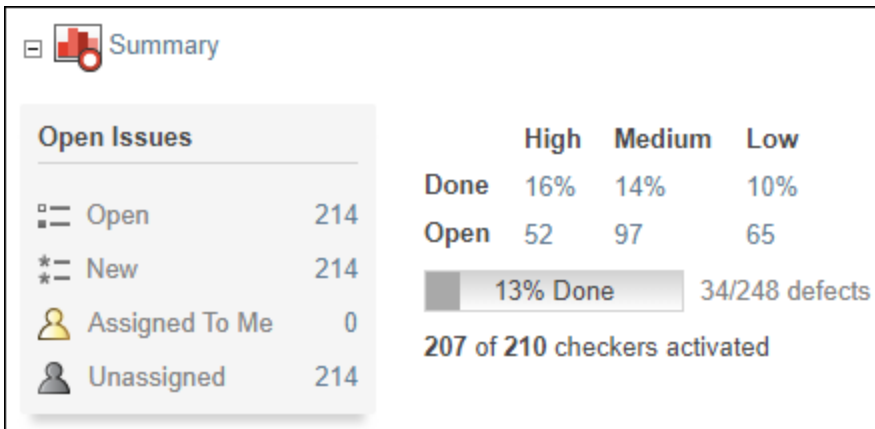 Summary
Open Issues
Open 214
New 214
Assigned To Me 0
Unassigned 214
High Medium Low
Done 16% 14% 10%
Open 52 97 65
13% Done 34/248 defects
207 of 210 checkers activated